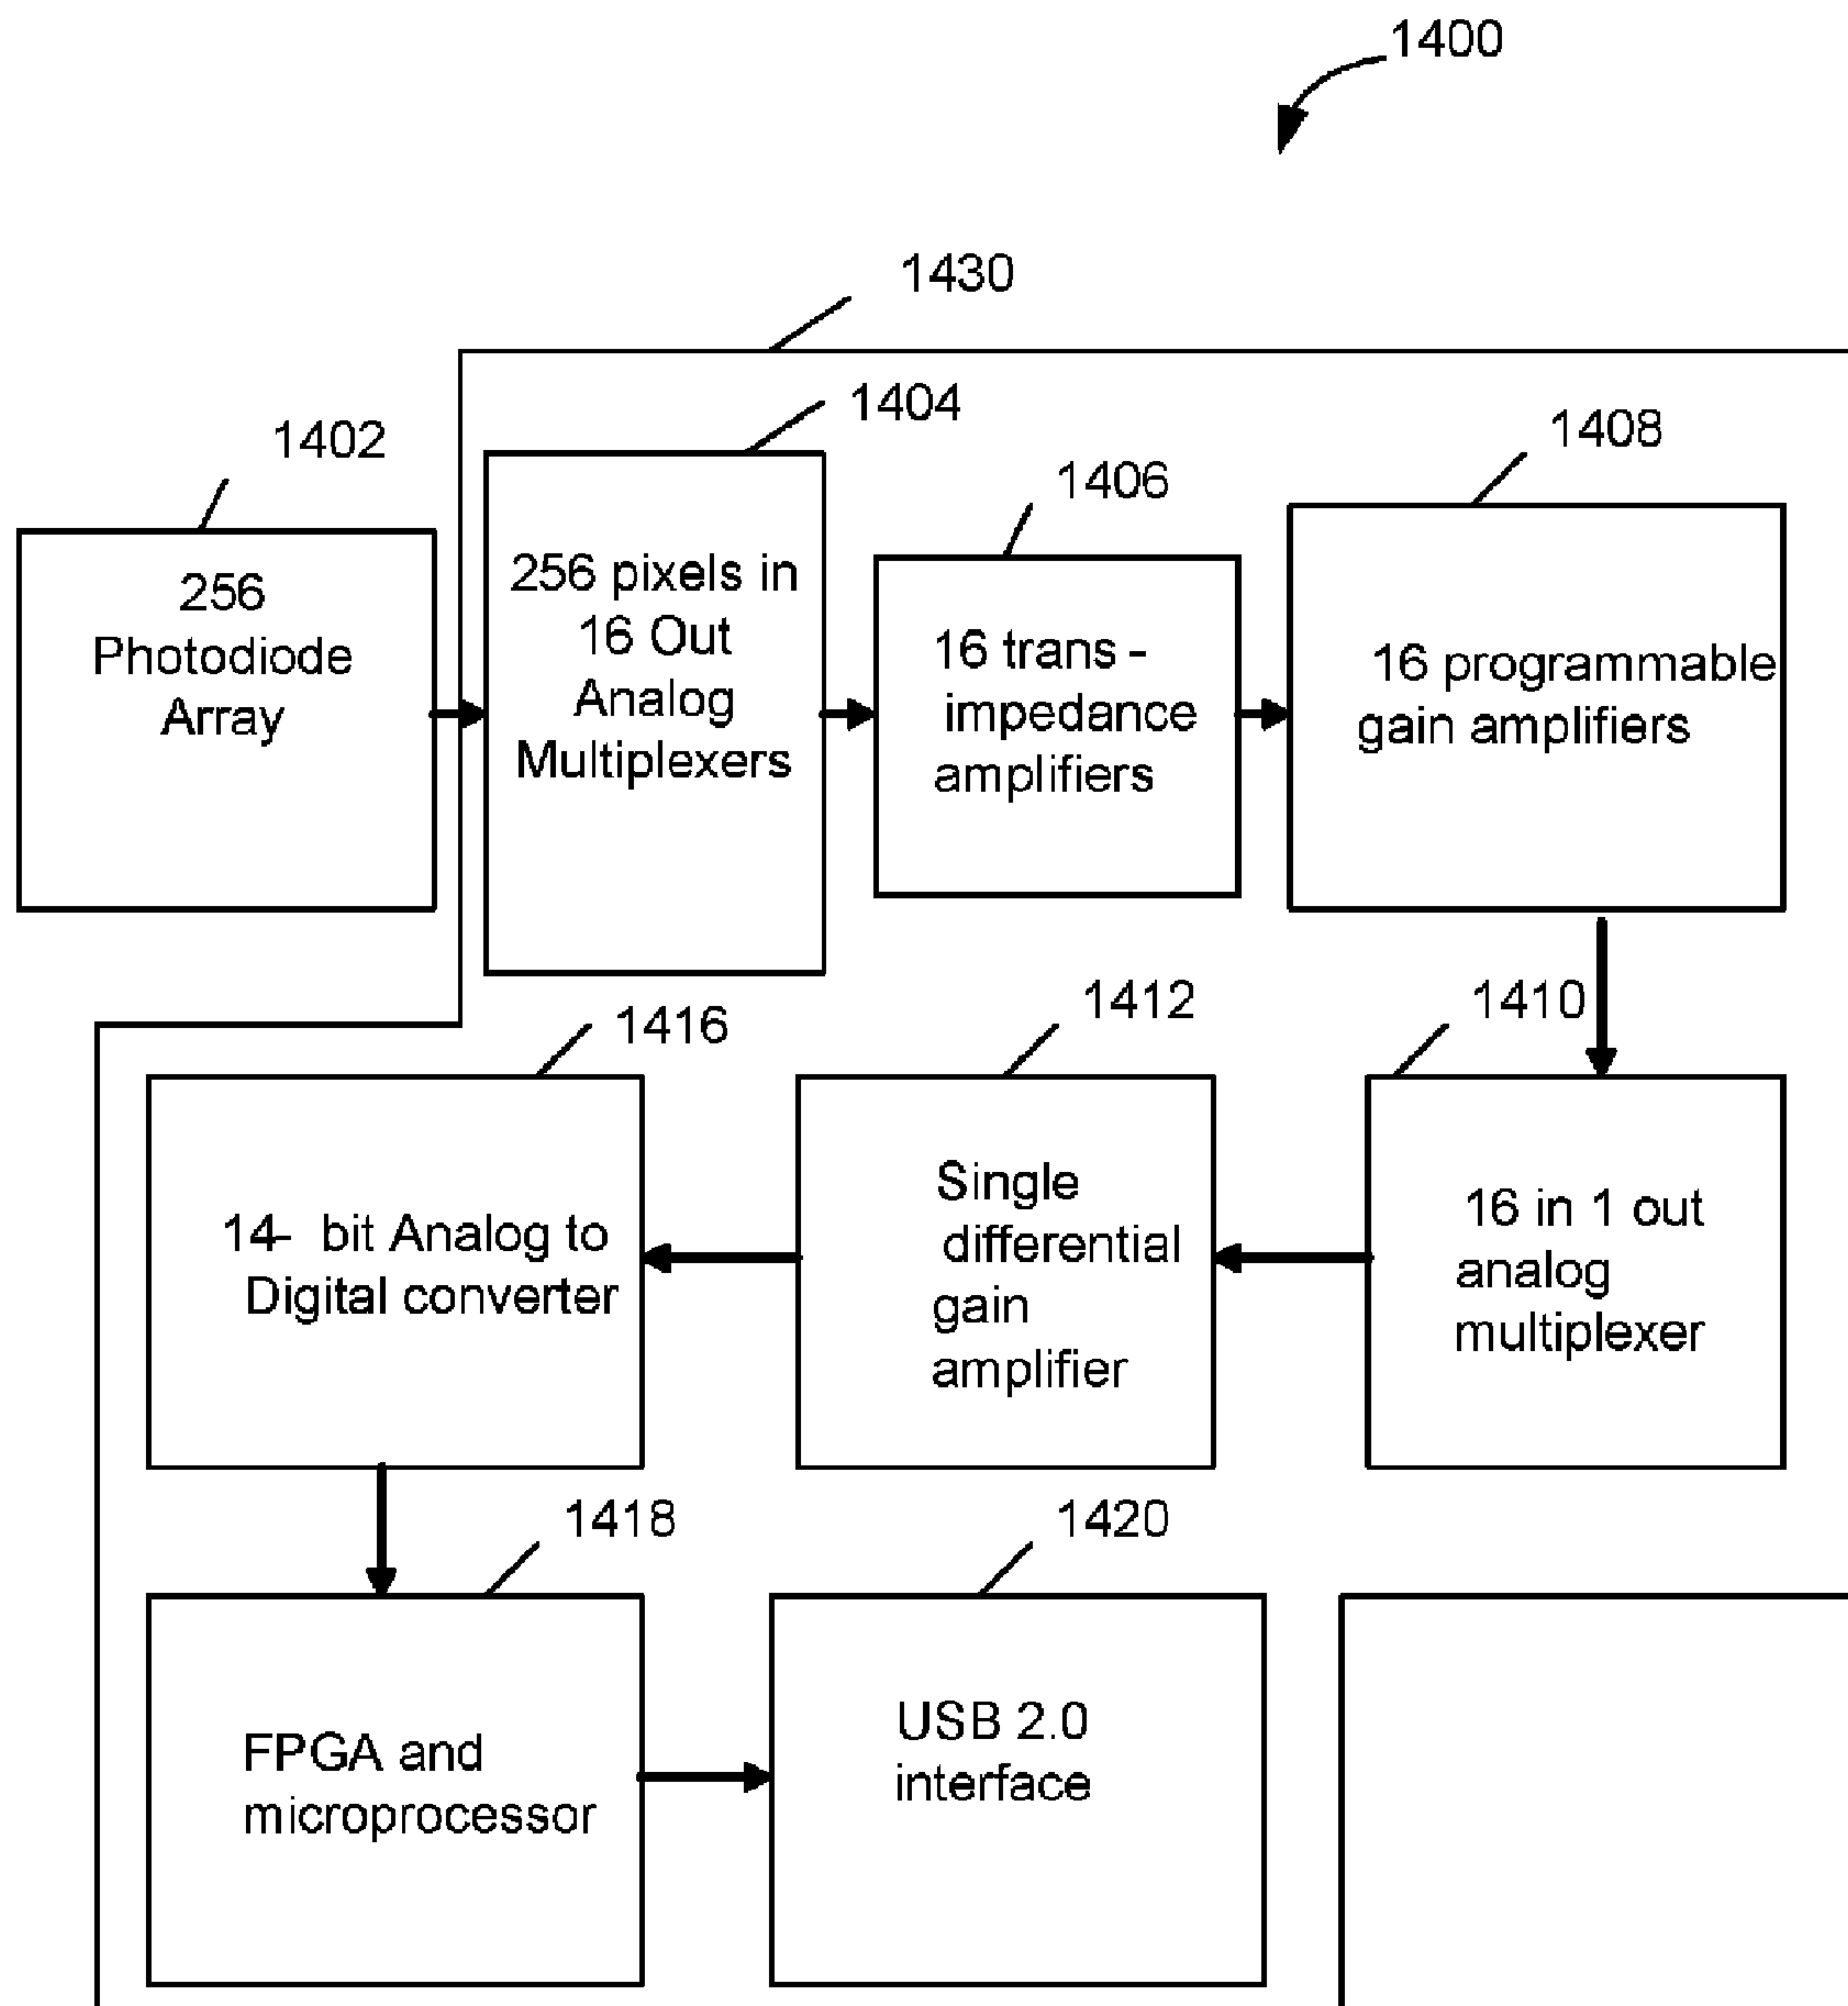 1400
1430
1402
256
Photodiode
Array
1404
256 pixels in
16 Out
Analog
Multiplexers
1406
16 trans -
impedance
amplifiers
1408
16 programmable
gain amplifiers
1410
16 in 1 out
analog
multiplexer
1412
Single
differential
gain
amplifier
1416
14-  bit Analog to
Digital converter
1418
FPGA and
microprocessor
1420
USB 2.0
interface